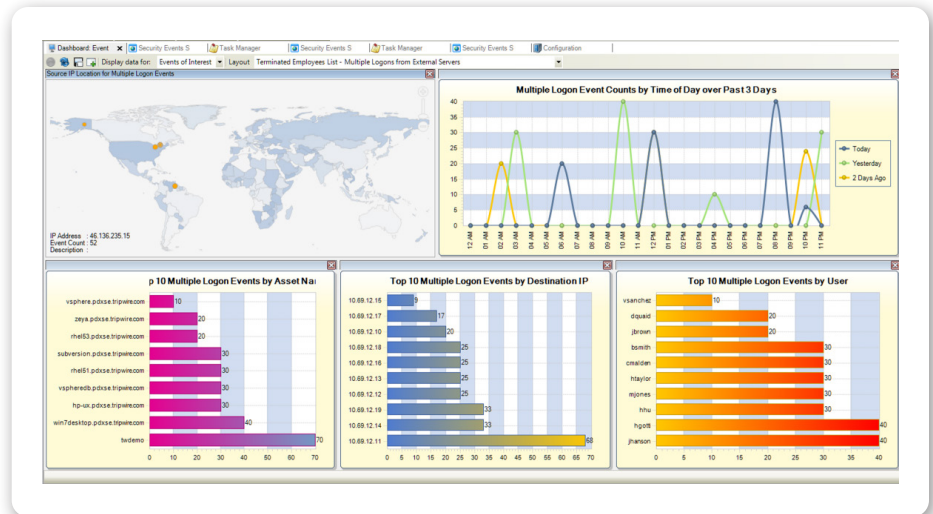 Dashboard: Event Security Events S Task Manager Security Events S Task Manager Security Events S Configuration
Display data for: Events of Interest Layout Terminated Employees List - Multiple Logons from External Servers
Source IP Location for Multiple Logon Events
IP Address : 46.136.235.15
Event Count : 52
Description :
Multiple Logon Event Counts by Time of Day over Past 3 Days
40
35
30
25
20
15
10
5
0
12 AM 01 AM 02 AM 03 AM 04 AM 05 AM 06 AM 07 AM 08 AM 09 AM 10 AM 11 AM 12 PM 01 PM 02 PM 03 PM 04 PM 05 PM 06 PM 07 PM 08 PM 09 PM 10 PM 11 PM
Today
Yesterday
2 Days Ago
p 10 Multiple Logon Events by Asset Nar
vsphere.pdxse.tripwire.com 10
zeya.pdxse.tripwire.com 20
rhel53.pdxse.tripwire.com 20
subversion.pdxse.tripwire.com 30
rhel51.pdxse.tripwire.com 30
vspheredb.pdxse.tripwire.com 30
hp-ux.pdxse.tripwire.com 30
win7desktop.pdxse.tripwire.com 40
twdemo 70
0 10 20 30 40 50 60 70
Top 10 Multiple Logon Events by Destination IP
10.69.12.15 9
10.69.12.17 17
10.69.12.10 20
10.69.12.18 25
10.69.12.16 25
10.69.12.13 25
10.69.12.12 25
10.69.12.19 33
10.69.12.14 33
10.69.12.11 68
0 5 10 15 20 25 30 35 40 45 50 55 60 65 70
Top 10 Multiple Logon Events by User
vsanchez 10
dquaid 20
jbrown 20
bsmith 30
cmalden 30
htaylor 30
mjones 30
hhu 30
hgotti 40
jhanson 40
0 5 10 15 20 25 30 35 40